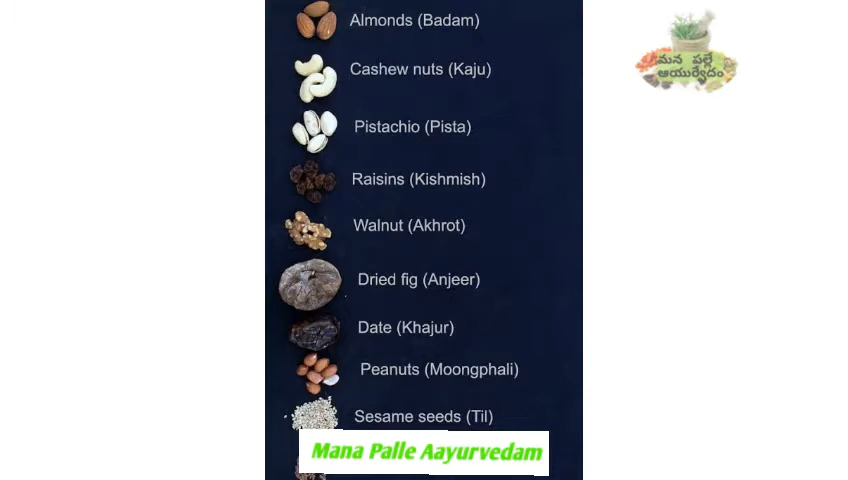 Almonds (Badam)
మన పల్లే
ఆయుర్వేదం
Cashew nuts (Kaju)
Pistachio (Pista)
Raisins (Kishmish)
Walnut (Akhrot)
Dried fig (Anjeer)
Date (Khajur)
Peanuts (Moongphali)
Sesame seeds (Til)
Mana Palle Aayurvedam